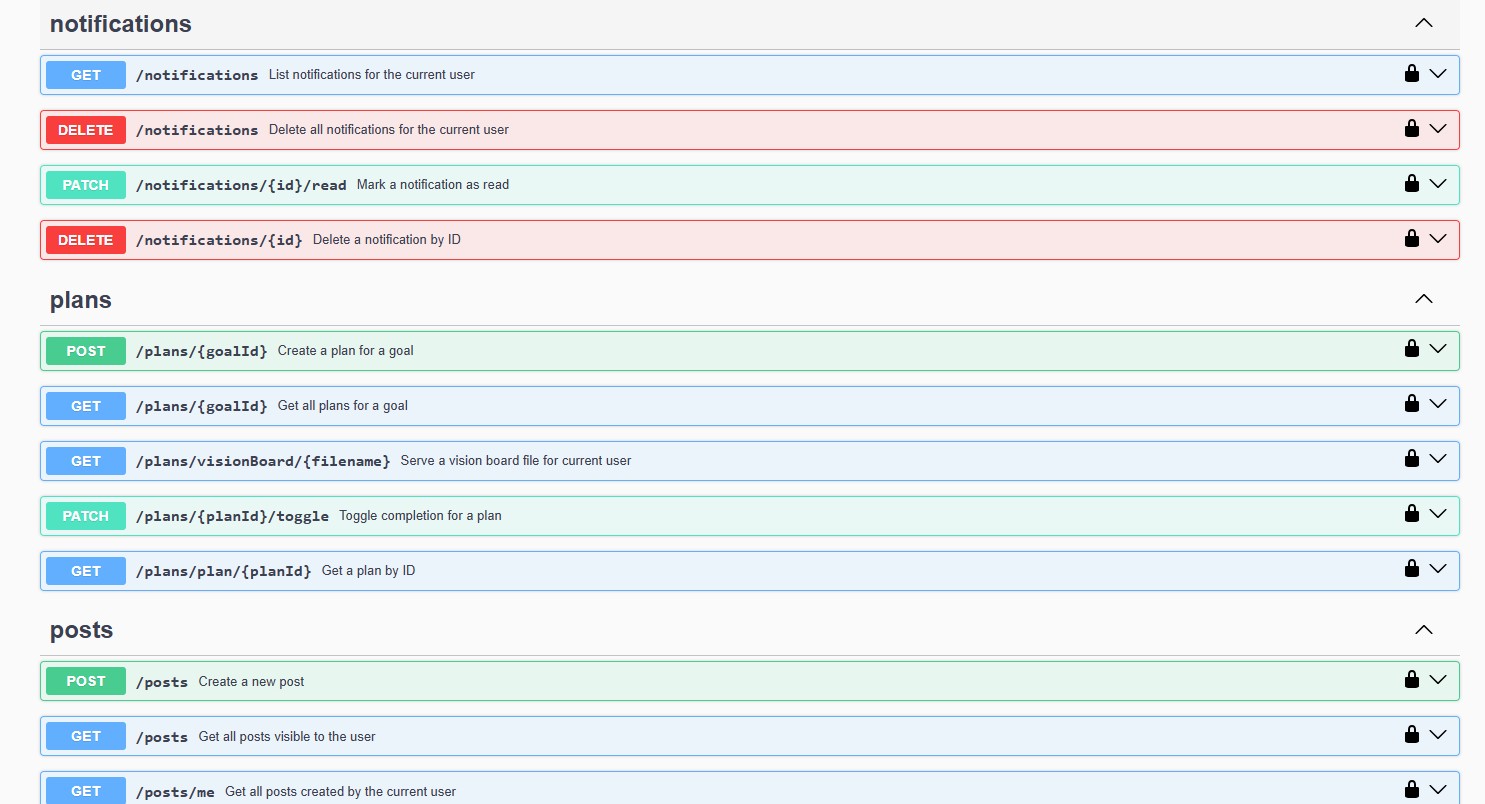 notifications
GET /notifications List notifications for the current user
DELETE /notifications Delete all notifications for the current user
PATCH /notifications/{id}/read Mark a notification as read
DELETE /notifications/{id} Delete a notification by ID
plans
POST /plans/{goalId} Create a plan for a goal
GET /plans/{goalId} Get all plans for a goal
GET /plans/visionBoard/{filename} Serve a vision board file for current user
PATCH /plans/{planId}/toggle Toggle completion for a plan
GET /plans/plan/{planId} Get a plan by ID
posts
POST /posts Create a new post
GET /posts Get all posts visible to the user
GET /posts/me Get all posts created by the current user